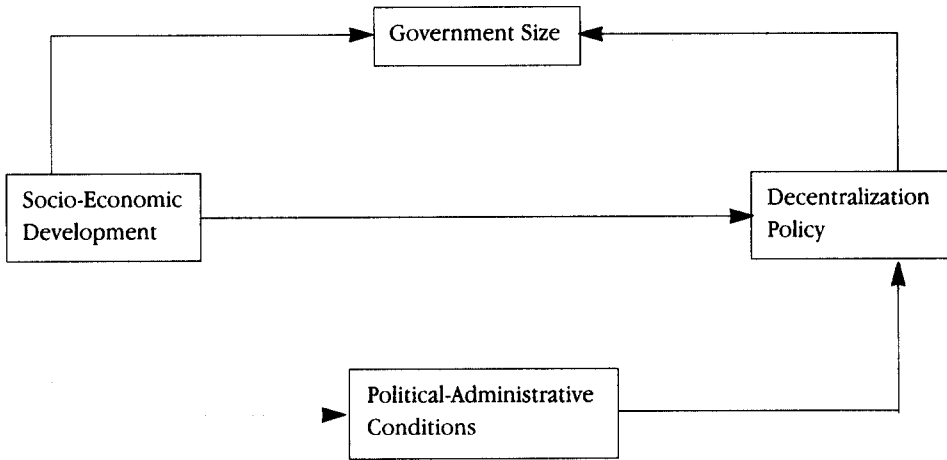 Government Size
Socio-Economic
Development
Decentralization
Policy
Political-Administrative
Conditions